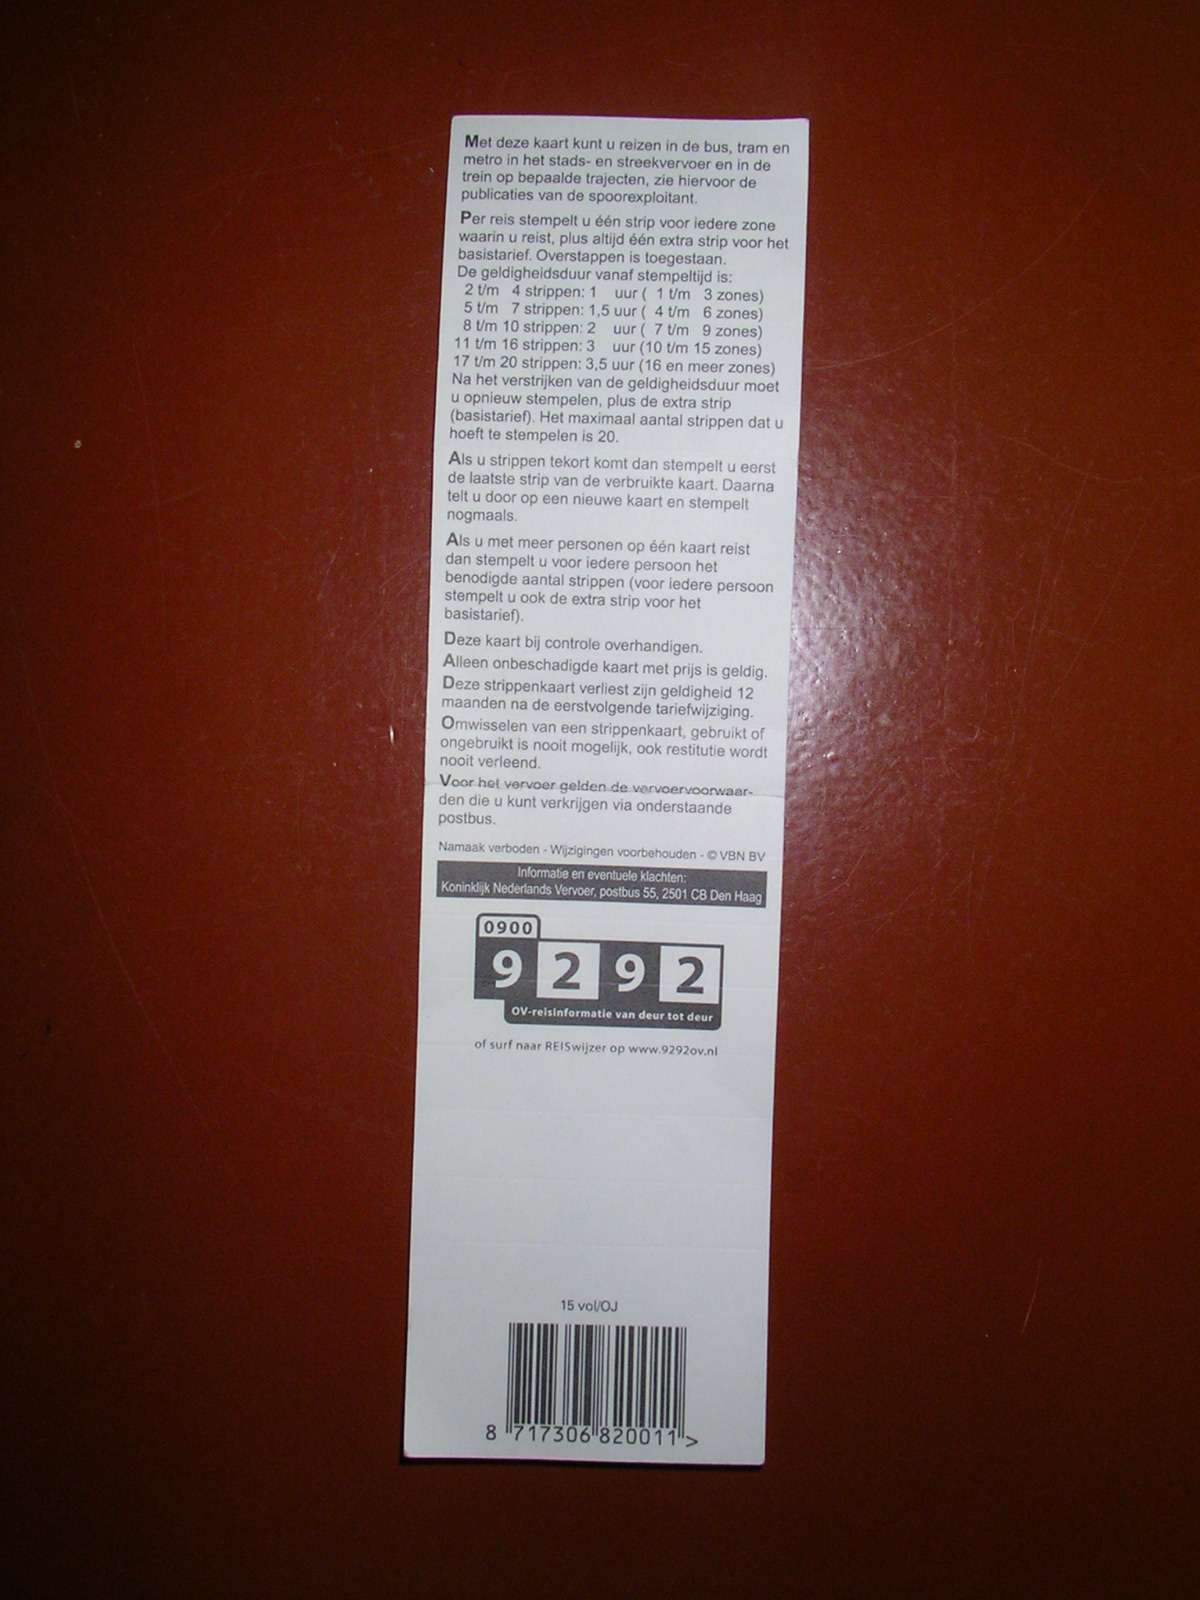 Met deze kaart kunt u reizen in de bus, tram en
metro in het stads- en streekvervoer en in de
trein op bepaalde trajecten, zie hiervoor de
publicaties van de spoorexploitant.
Per reis stempelt u één strip voor iedere zone
waarin u reist, plus altijd één extra strip voor het
basistarief. Overstappen is toegestaan.
De geldigheidsduur vanaf stempeltijd is:
2 t/m 4 strippen: 1 uur ( 1 t/m 3 zones)
5 t/m 7 strippen: 1,5 uur ( 4 t/m 6 zones)
8 t/m 10 strippen: 2 uur ( 7 t/m 9 zones)
11 t/m 16 strippen: 3 uur (10 t/m 15 zones)
17 t/m 20 strippen: 3,5 uur (16 en meer zones)
Na het verstrijken van de geldigheidsduur moet
u opnieuw stempelen, plus de extra strip
(basistarief). Het maximaal aantal strippen dat u
hoeft te stempelen is 20.
Als u strippen tekort komt dan stempelt u eerst
de laatste strip van de verbruikte kaart. Daarna
telt u door op een nieuwe kaart en stempelt
nogmaals.
Als u met meer personen op één kaart reist
dan stempelt u voor iedere persoon het
benodigde aantal strippen (voor iedere persoon
stempelt u ook de extra strip voor het
basistarief).
Deze kaart bij controle overhandigen.
Alleen onbeschadigde kaart met prijs is geldig.
Deze strippenkaart verliest zijn geldigheid 12
maanden na de eerstvolgende tariefwijziging.
Omwisselen van een strippenkaart, gebruikt of
ongebruikt is nooit mogelijk, ook restitutie wordt
nooit verleend.
Voor het vervoer gelden de vervoervoorwaar-
den die u kunt verkrijgen via onderstaande
postbus.
Namaak verboden - Wijzigingen voorbehouden - © VBN BV
Informatie en eventuele klachten:
Koninklijk Nederlands Vervoer, postbus 55, 2501 CB Den Haag
0900
9292
OV-reisinformatie van deur tot deur
of surf naar REISwijzer op www.9292ov.nl
15 vol/OJ
8 717306 820011 >